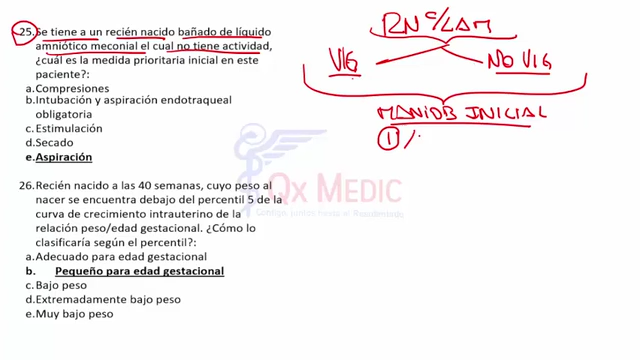 25. Se tiene a un recién nacido bañado de líquido
amniótico meconial el cual no tiene actividad,
¿cuál es la medida prioritaria inicial en este
paciente?:
a. Compresiones
b. Intubación y aspiración endotraqueal
obligatoria
c. Estimulación
d. Secado
e. Aspiración
26. Recién nacido a las 40 semanas, cuyo peso al
nacer se encuentra debajo del percentil 5 de la
curva de crecimiento intrauterino de la
relación peso/edad gestacional. ¿Cómo lo
clasificaría según el percentil?:
a. Adecuado para edad gestacional
b. Pequeño para edad gestacional
c. Bajo peso
d. Extremadamente bajo peso
e. Muy bajo peso
RN c/LAM
VIG
NO VIG
MANIOB INICIAL
1
Qx MEDIC